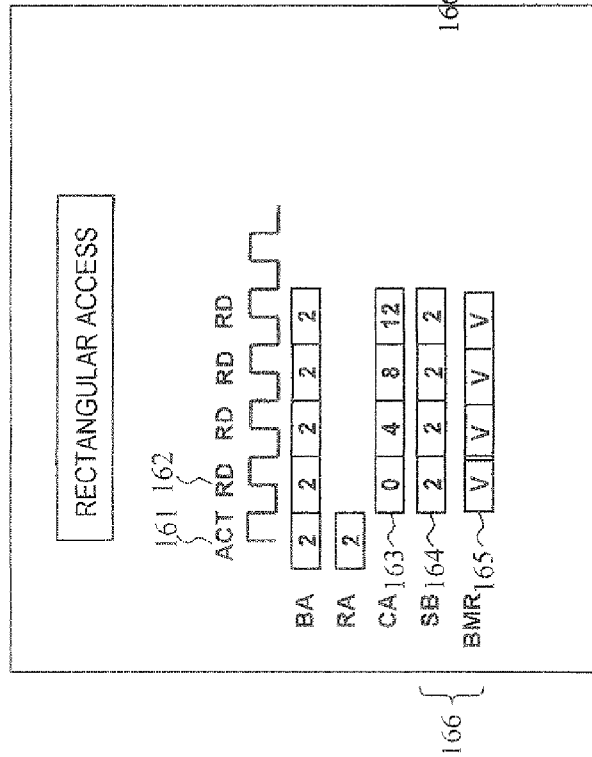 RECTANGULAR ACCESS
161 162
ACT RD RD RD RD
BA 2 2 2 2 2
RA 2
CA 163 0 4 8 12
SB 164 2 2 2 2
BMR 165 V V V V
166